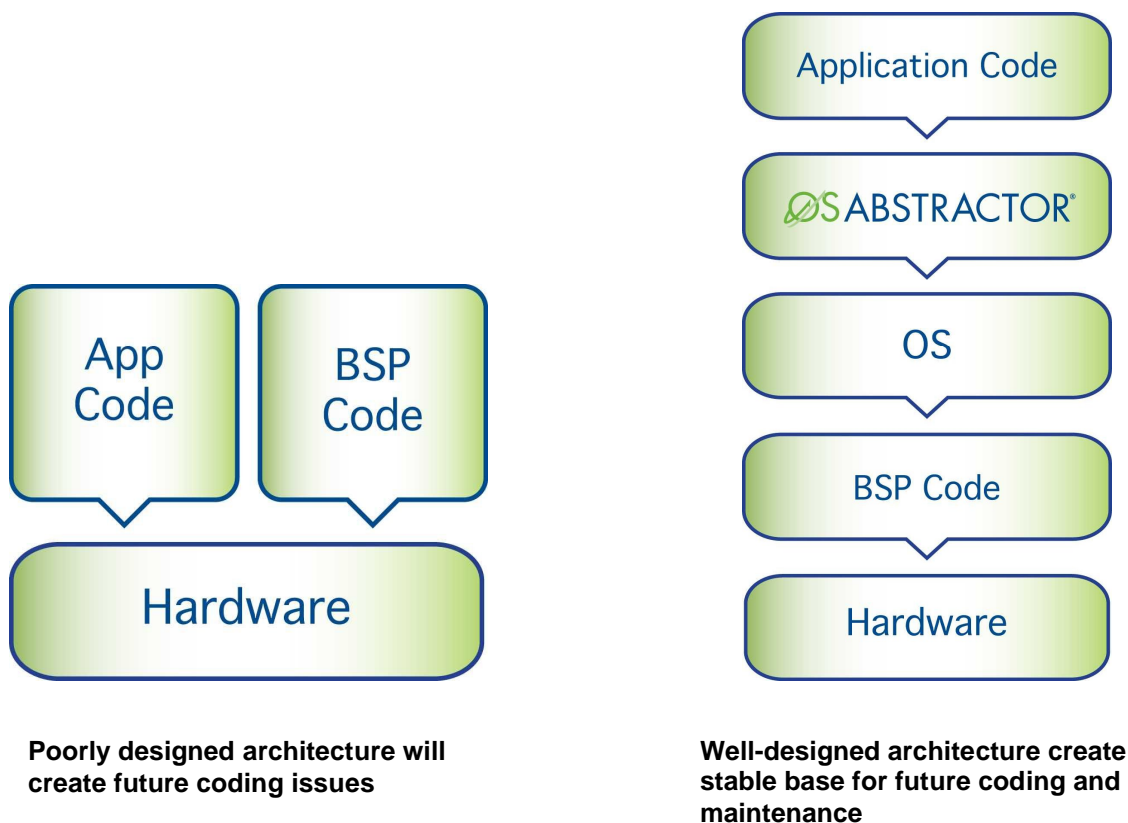 App
Code
BSP
Code
Hardware
Poorly designed architecture will
create future coding issues
Application Code
OS ABSTRACTOR®
OS
BSP Code
Hardware
Well-designed architecture create
stable base for future coding and
maintenance